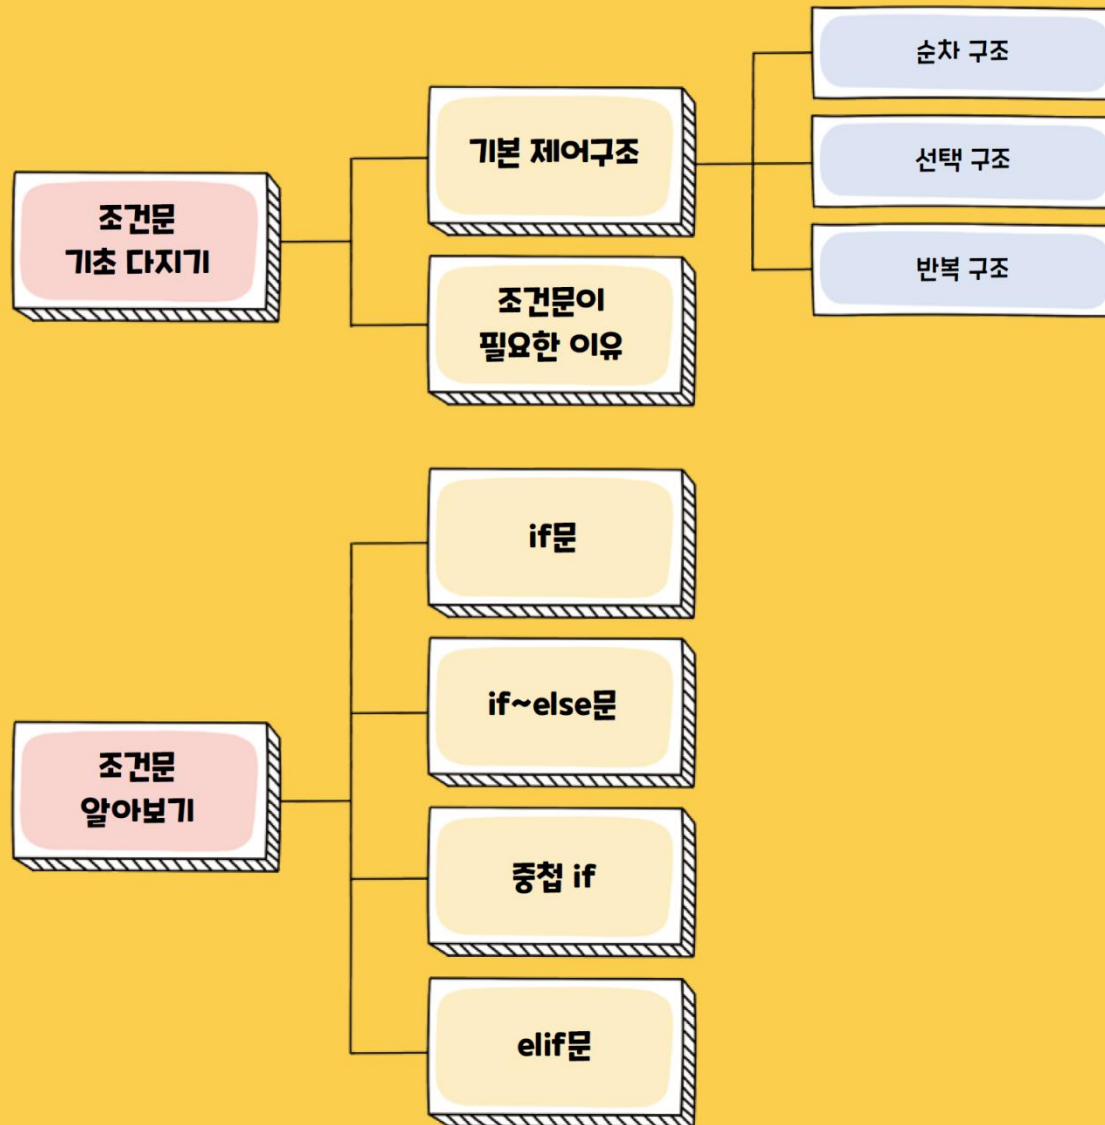 조건문
기초 다지기
기본 제어구조
순차 구조
선택 구조
반복 구조
조건문이
필요한 이유
조건문
알아보기
if문
if~else문
중첩 if
elif문